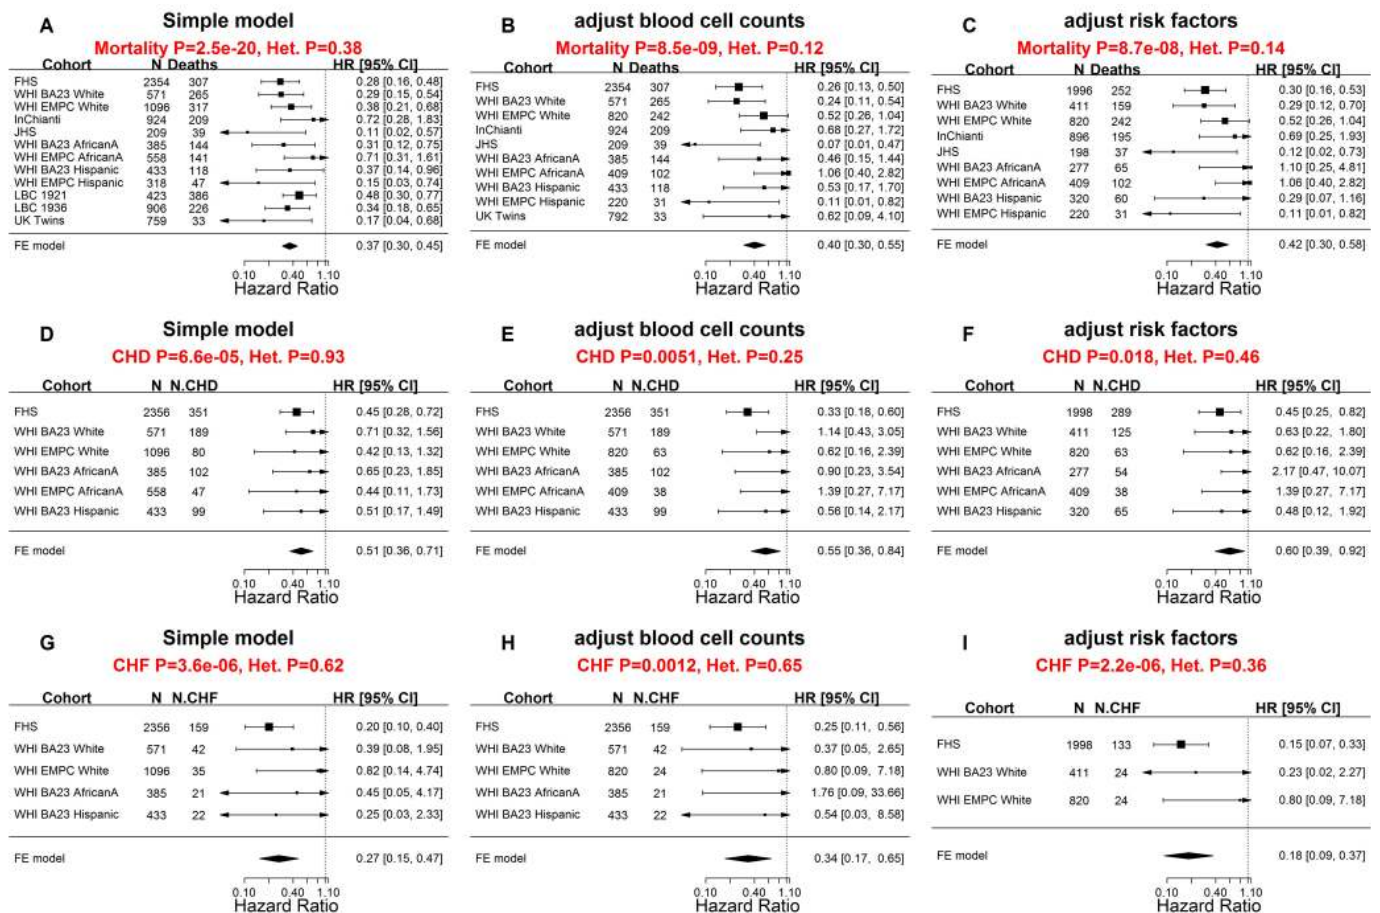 A Simple model
Mortality P=2.5e-20, Het. P=0.38
Cohort N Deaths HR [95% CI]
FHS 2354 307 0.28 [0.16, 0.48]
WHI BA23 White 571 265 0.29 [0.15, 0.54]
WHI EMPC White 1096 317 0.38 [0.21, 0.68]
InChianti 924 209 0.72 [0.28, 1.83]
JHS 209 39 0.11 [0.02, 0.57]
WHI BA23 AfricanA 385 144 0.31 [0.12, 0.75]
WHI EMPC AfricanA 558 141 0.71 [0.31, 1.61]
WHI BA23 Hispanic 433 118 0.37 [0.14, 0.96]
WHI EMPC Hispanic 318 47 0.15 [0.03, 0.74]
LBC 1921 423 386 0.48 [0.30, 0.77]
LBC 1936 906 226 0.34 [0.18, 0.65]
UK Twins 759 33 0.17 [0.04, 0.68]
FE model 0.37 [0.30, 0.45]
0.10 0.40 1.10
Hazard Ratio
B adjust blood cell counts
Mortality P=8.5e-09, Het. P=0.12
Cohort N Deaths HR [95% CI]
FHS 2354 307 0.26 [0.13, 0.50]
WHI BA23 White 571 265 0.24 [0.11, 0.54]
WHI EMPC White 820 242 0.52 [0.26, 1.04]
InChianti 924 209 0.68 [0.27, 1.72]
JHS 209 39 0.07 [0.01, 0.47]
WHI BA23 AfricanA 385 144 0.46 [0.15, 1.44]
WHI EMPC AfricanA 409 102 1.06 [0.40, 2.82]
WHI BA23 Hispanic 433 118 0.53 [0.17, 1.70]
WHI EMPC Hispanic 220 31 0.11 [0.01, 0.82]
UK Twins 792 33 0.62 [0.09, 4.10]
FE model 0.40 [0.30, 0.55]
0.10 0.40 1.10
Hazard Ratio
C adjust risk factors
Mortality P=8.7e-08, Het. P=0.14
Cohort N Deaths HR [95% CI]
FHS 1996 252 0.30 [0.16, 0.53]
WHI BA23 White 411 159 0.29 [0.12, 0.70]
WHI EMPC White 820 242 0.52 [0.26, 1.04]
InChianti 896 195 0.69 [0.25, 1.93]
JHS 198 37 0.12 [0.02, 0.73]
WHI BA23 AfricanA 277 65 1.10 [0.25, 4.81]
WHI EMPC AfricanA 409 102 1.06 [0.40, 2.82]
WHI BA23 Hispanic 320 60 0.29 [0.07, 1.16]
WHI EMPC Hispanic 220 31 0.11 [0.01, 0.82]
FE model 0.42 [0.30, 0.58]
0.10 0.40 1.10
Hazard Ratio
D Simple model
CHD P=6.6e-05, Het. P=0.93
Cohort N N.CHD HR [95% CI]
FHS 2356 351 0.45 [0.28, 0.72]
WHI BA23 White 571 189 0.71 [0.32, 1.56]
WHI EMPC White 1096 80 0.42 [0.13, 1.32]
WHI BA23 AfricanA 385 102 0.65 [0.23, 1.85]
WHI EMPC AfricanA 558 47 0.44 [0.11, 1.73]
WHI BA23 Hispanic 433 99 0.51 [0.17, 1.49]
FE model 0.51 [0.36, 0.71]
0.10 0.40 1.10
Hazard Ratio
E adjust blood cell counts
CHD P=0.0051, Het. P=0.25
Cohort N N.CHD HR [95% CI]
FHS 2356 351 0.33 [0.18, 0.60]
WHI BA23 White 571 189 1.14 [0.43, 3.05]
WHI EMPC White 820 63 0.62 [0.16, 2.39]
WHI BA23 AfricanA 385 102 0.90 [0.23, 3.54]
WHI EMPC AfricanA 409 38 1.39 [0.27, 7.17]
WHI BA23 Hispanic 433 99 0.56 [0.14, 2.17]
FE model 0.55 [0.36, 0.84]
0.10 0.40 1.10
Hazard Ratio
F adjust risk factors
CHD P=0.018, Het. P=0.46
Cohort N N.CHD HR [95% CI]
FHS 1998 289 0.45 [0.25, 0.82]
WHI BA23 White 411 125 0.63 [0.22, 1.80]
WHI EMPC White 820 63 0.62 [0.16, 2.39]
WHI BA23 AfricanA 277 54 2.17 [0.47, 10.07]
WHI EMPC AfricanA 409 38 1.39 [0.27, 7.17]
WHI BA23 Hispanic 320 65 0.48 [0.12, 1.92]
FE model 0.60 [0.39, 0.92]
0.10 0.40 1.10
Hazard Ratio
G Simple model
CHF P=3.6e-06, Het. P=0.62
Cohort N N.CHF HR [95% CI]
FHS 2356 159 0.20 [0.10, 0.40]
WHI BA23 White 571 42 0.39 [0.08, 1.95]
WHI EMPC White 1096 35 0.82 [0.14, 4.74]
WHI BA23 AfricanA 385 21 0.45 [0.05, 4.17]
WHI BA23 Hispanic 433 22 0.25 [0.03, 2.33]
FE model 0.27 [0.15, 0.47]
0.10 0.40 1.10
Hazard Ratio
H adjust blood cell counts
CHF P=0.0012, Het. P=0.65
Cohort N N.CHF HR [95% CI]
FHS 2356 159 0.25 [0.11, 0.56]
WHI BA23 White 571 42 0.37 [0.05, 2.65]
WHI EMPC White 820 24 0.80 [0.09, 7.18]
WHI BA23 AfricanA 385 21 1.76 [0.09, 33.66]
WHI BA23 Hispanic 433 22 0.54 [0.03, 8.58]
FE model 0.34 [0.17, 0.65]
0.10 0.40 1.10
Hazard Ratio
I adjust risk factors
CHF P=2.2e-06, Het. P=0.36
Cohort N N.CHF HR [95% CI]
FHS 1998 133 0.15 [0.07, 0.33]
WHI BA23 White 411 24 0.23 [0.02, 2.27]
WHI EMPC White 820 24 0.80 [0.09, 7.18]
FE model 0.18 [0.09, 0.37]
0.10 0.40 1.10
Hazard Ratio